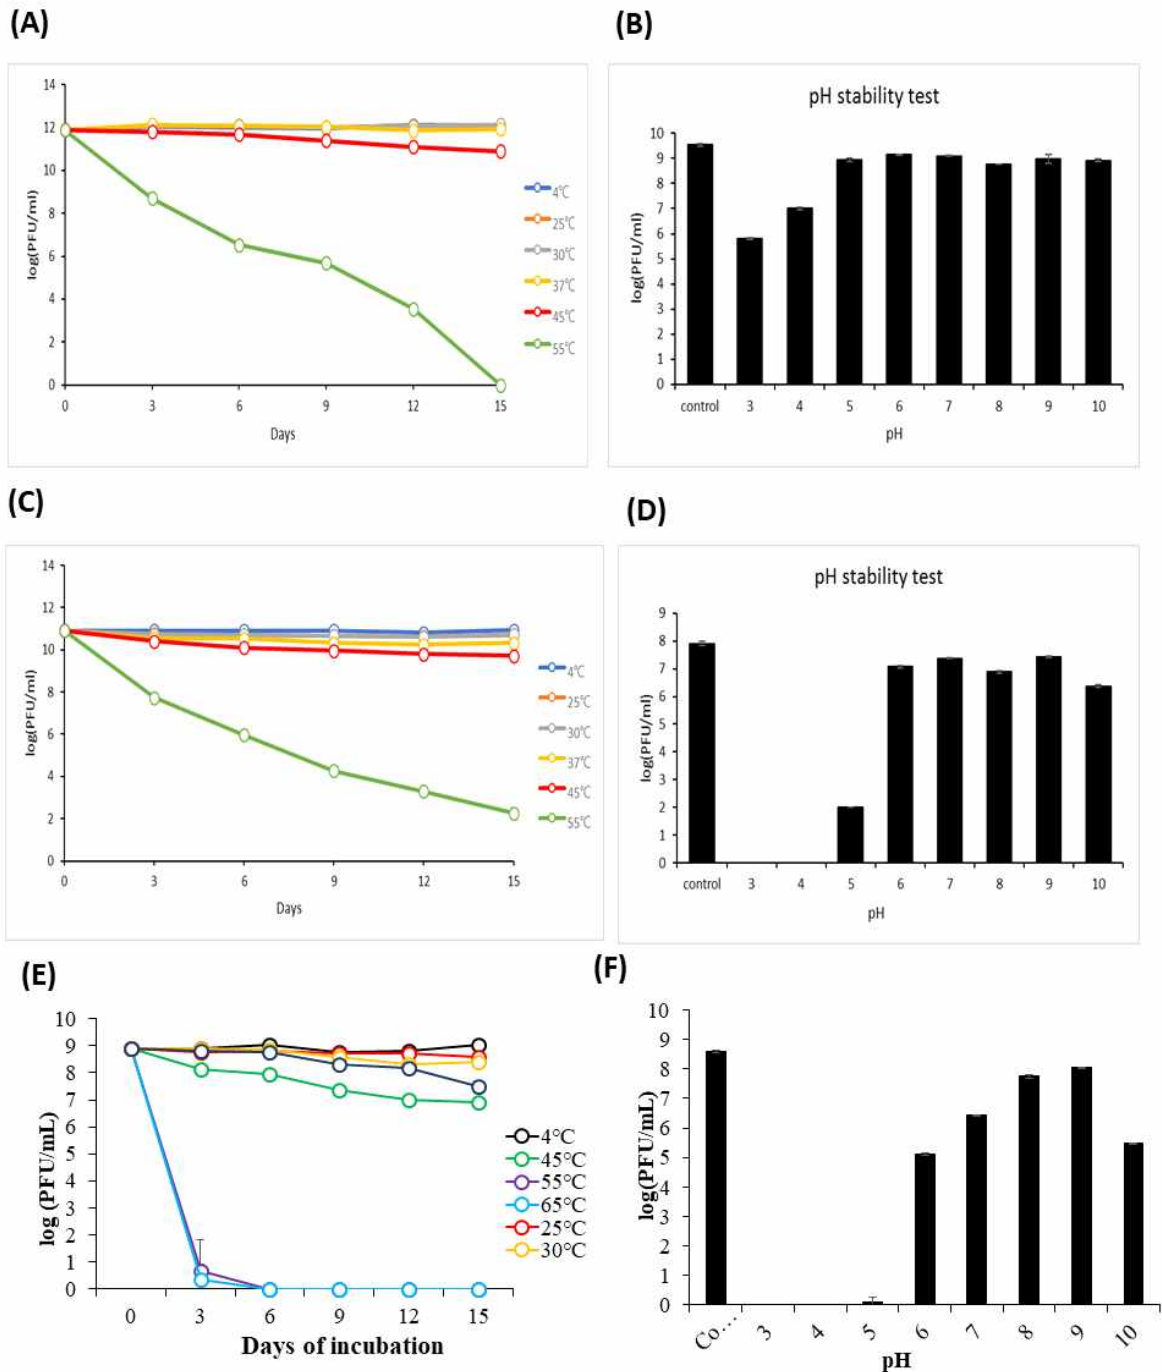 (A)
14
12
10
8
6
4
2
0
log(PFU/ml)
0 3 6 9 12 15
Days
4℃
25℃
30℃
37℃
45℃
55℃
(B)
pH stability test
10
9
8
7
6
5
4
3
2
1
0
log(PFU/ml)
control 3 4 5 6 7 8 9 10
pH
(C)
14
12
10
8
6
4
2
0
log(PFU/ml)
0 3 6 9 12 15
Days
4℃
25℃
30℃
37℃
45℃
55℃
(D)
pH stability test
9
8
7
6
5
4
3
2
1
0
log(PFU/ml)
control 3 4 5 6 7 8 9 10
pH
(E)
10
9
8
7
6
5
4
3
2
1
0
log (PFU/mL)
0 3 6 9 12 15
Days of incubation
4°C
45°C
55°C
65°C
25°C
30°C
(F)
10
9
8
7
6
5
4
3
2
1
0
log(PFU/mL)
Co... 3 4 5 6 7 8 9 10
pH